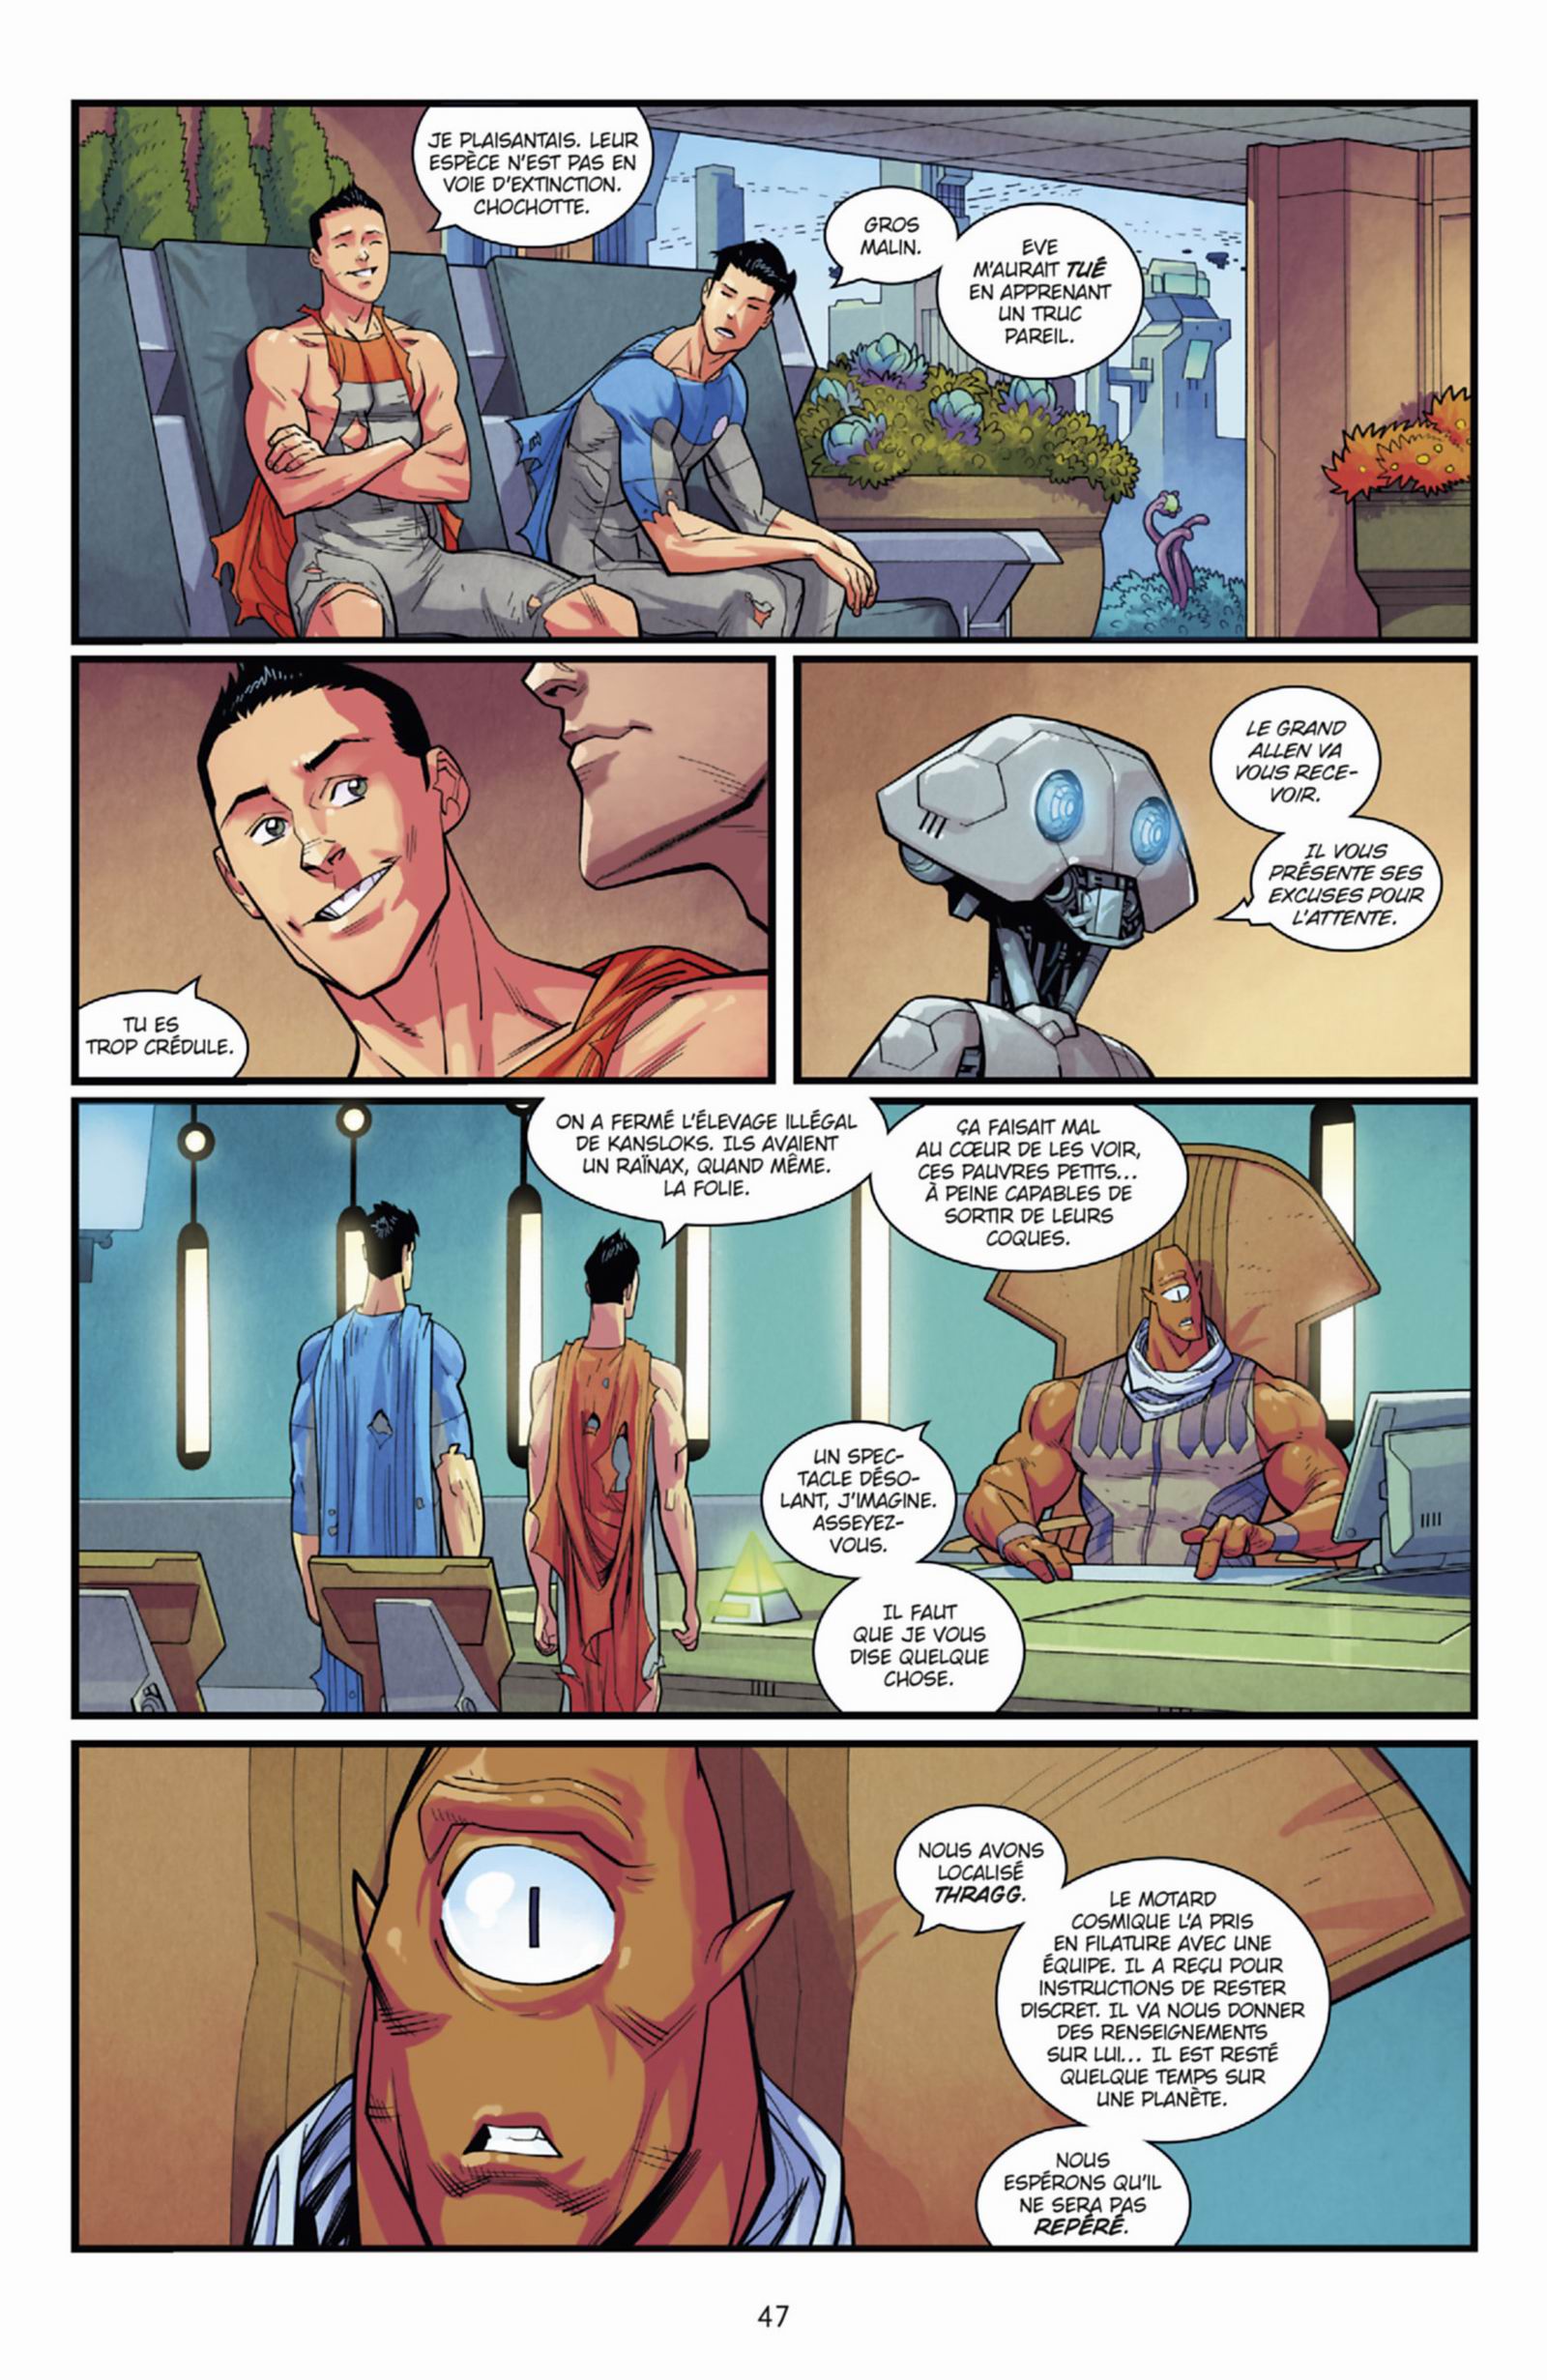 JE PLAISANTAIS. LEUR
ESPÈCE N'EST PAS EN
VOIE D'EXTINCTION.
CHOCHOTTE.
GROS
MALIN.
EVE
M'AURAIT TUÉ
EN APPRENANT
UN TRUC
PAREIL.
TU ES
TROP CRÉDULE.
LE GRAND
ALLEN VA
VOUS RECE-
VOIR.
IL VOUS
PRÉSENTE SES
EXCUSES POUR
L'ATTENTE.
ON A FERMÉ L'ÉLEVAGE ILLÉGAL
DE KANSLOKS. ILS AVAIENT
UN RAÏNAX, QUAND MÊME.
LA FOLIE.
ÇA FAISAIT MAL
AU CŒUR DE LES VOIR,
CES PAUVRES PETITS...
À PEINE CAPABLES DE
SORTIR DE LEURS
COQUES.
UN SPEC-
TACLE DÉSO-
LANT, J'IMAGINE.
ASSEYEZ-
VOUS.
IL FAUT
QUE JE VOUS
DISE QUELQUE
CHOSE.
NOUS AVONS
LOCALISÉ
THRAGG.
LE MOTARD
COSMIQUE L'A PRIS
EN FILATURE AVEC UNE
ÉQUIPE. IL A REÇU POUR
INSTRUCTIONS DE RESTER
DISCRET. IL VA NOUS DONNER
DES RENSEIGNEMENTS
SUR LUI... IL EST RESTÉ
QUELQUE TEMPS SUR
UNE PLANÈTE.
NOUS
ESPÉRONS QU'IL
NE SERA PAS
REPÉRÉ.
47